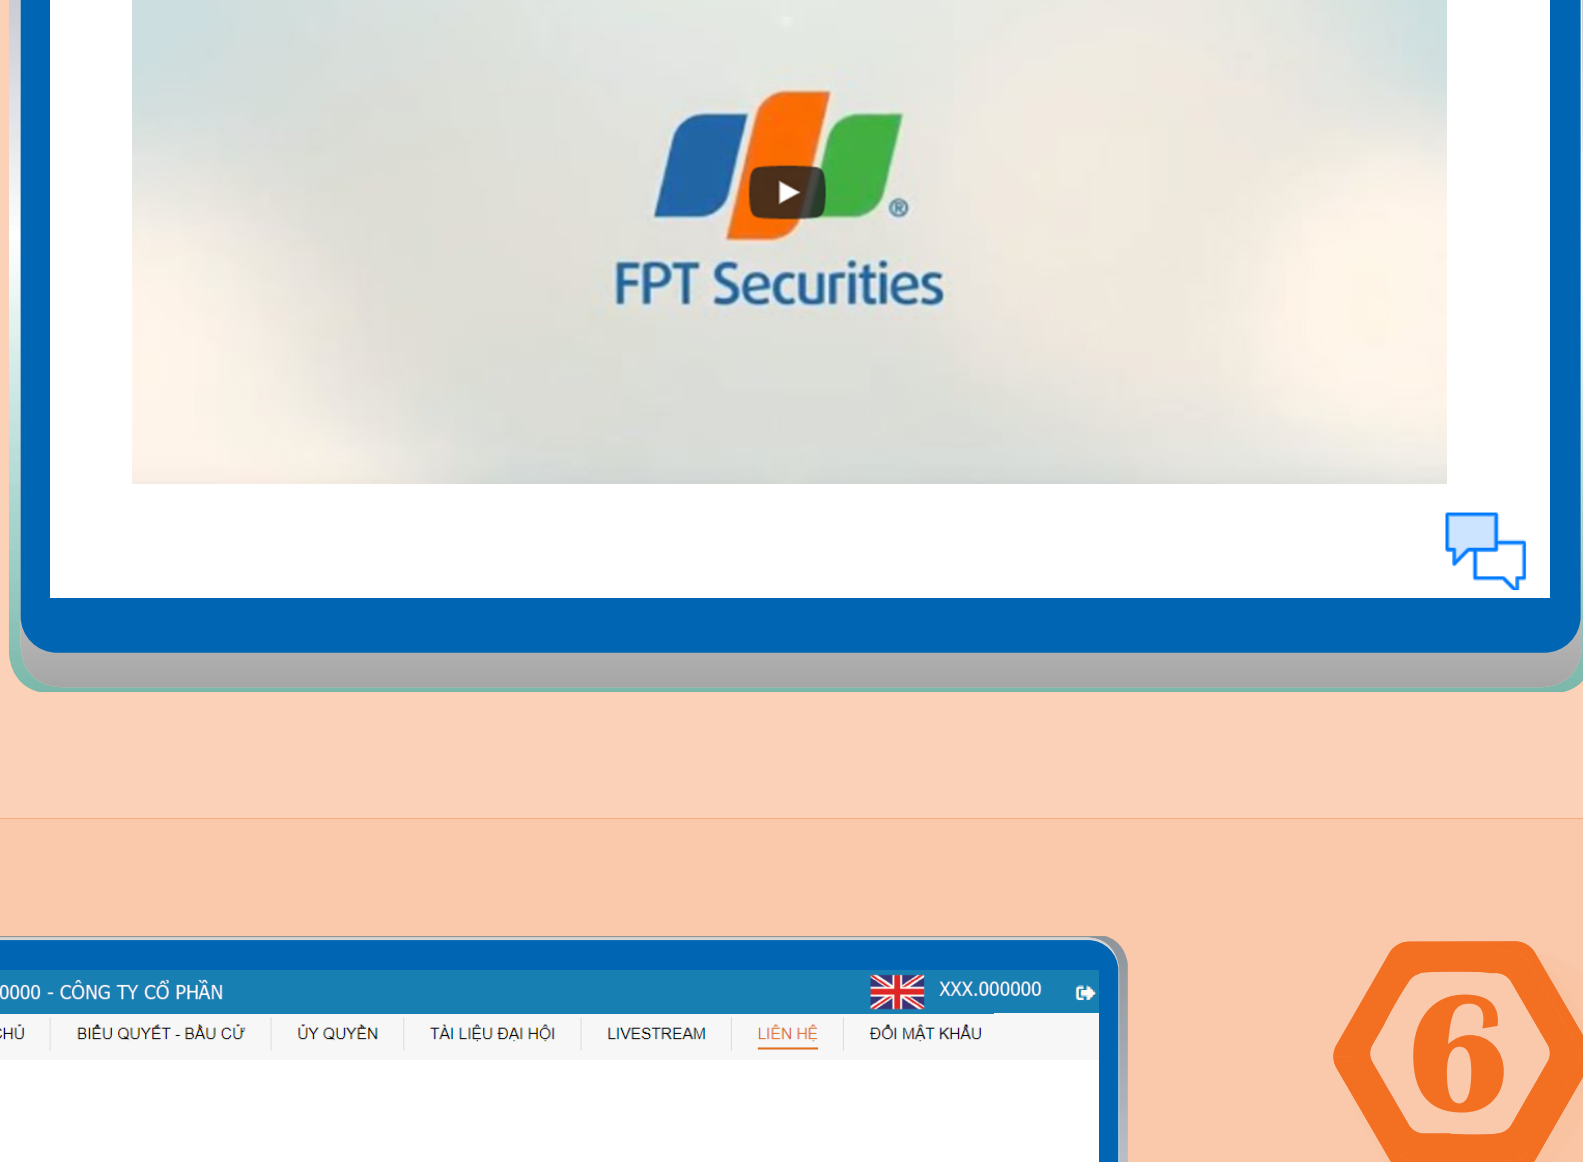 ®
FPT Securities
0000 - CÔNG TY CỔ PHẦN
XXX.000000
CHỦ
BIỂU QUYẾT - BẦU CỬ
ỦY QUYỀN
TÀI LIỆU ĐẠI HỘI
LIVESTREAM
LIÊN HỆ
ĐỔI MẬT KHẨU
6